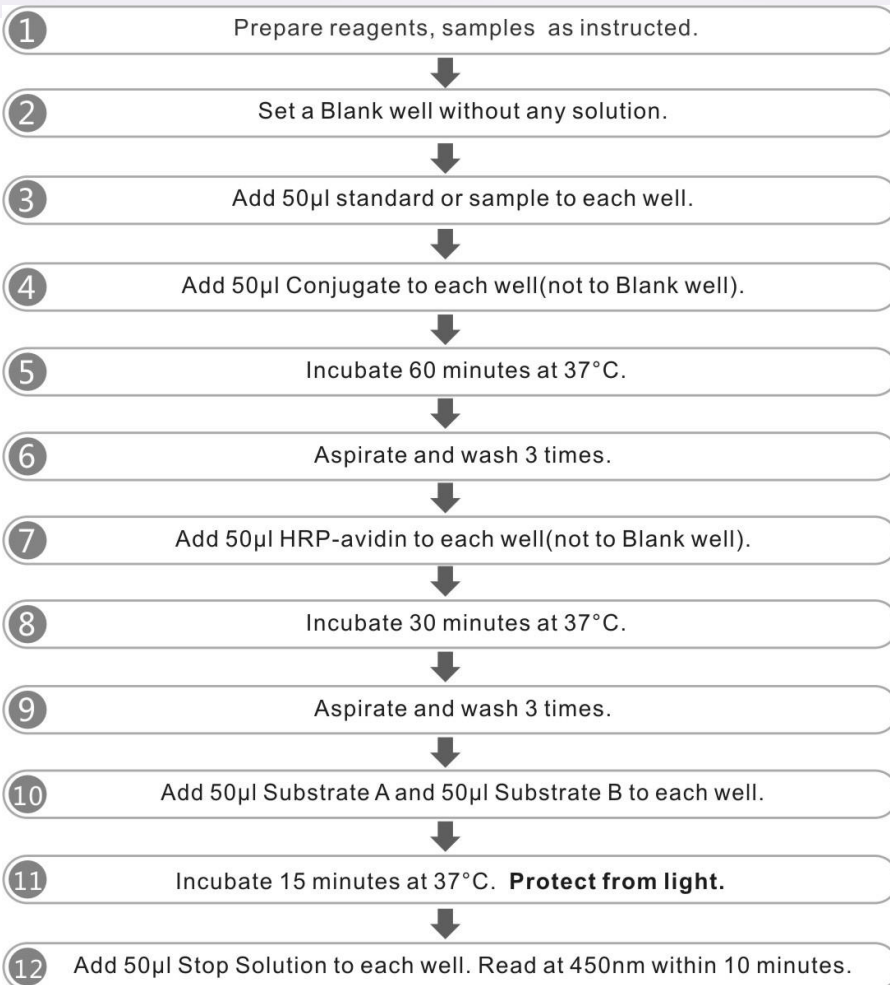 1 Prepare reagents, samples as instructed.
2 Set a Blank well without any solution.
3 Add 50μl standard or sample to each well.
4 Add 50μl Conjugate to each well(not to Blank well).
5 Incubate 60 minutes at 37°C.
6 Aspirate and wash 3 times.
7 Add 50μl HRP-avidin to each well(not to Blank well).
8 Incubate 30 minutes at 37°C.
9 Aspirate and wash 3 times.
10 Add 50μl Substrate A and 50μl Substrate B to each well.
11 Incubate 15 minutes at 37°C. Protect from light.
12 Add 50μl Stop Solution to each well. Read at 450nm within 10 minutes.